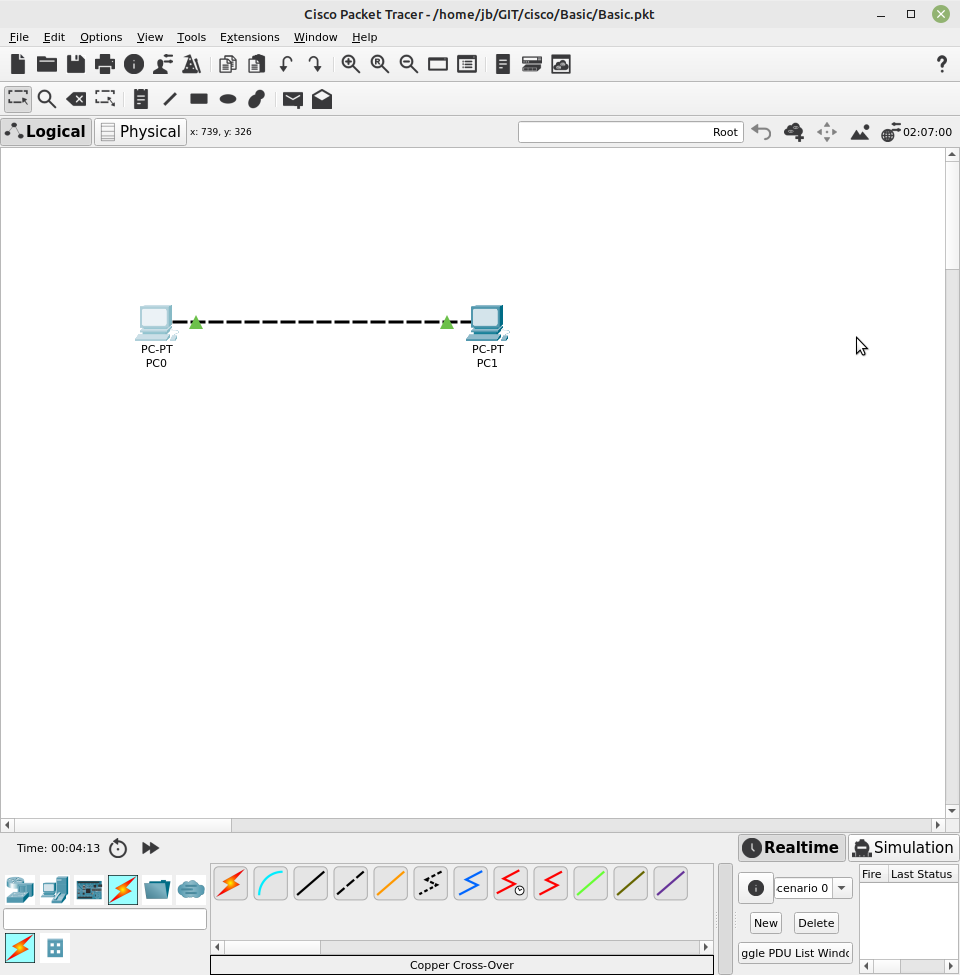 Cisco Packet Tracer - /home/jb/GIT/cisco/Basic/Basic.pkt
File Edit Options View Tools Extensions Window Help
Logical Physical x: 739, y: 326 Root 02:07:00
PC-PT PC-PT
PC0 PC1
Time: 00:04:13 Realtime Simulation
cenario 0 Fire Last Status
New Delete
ggle PDU List Windo
Copper Cross-Over